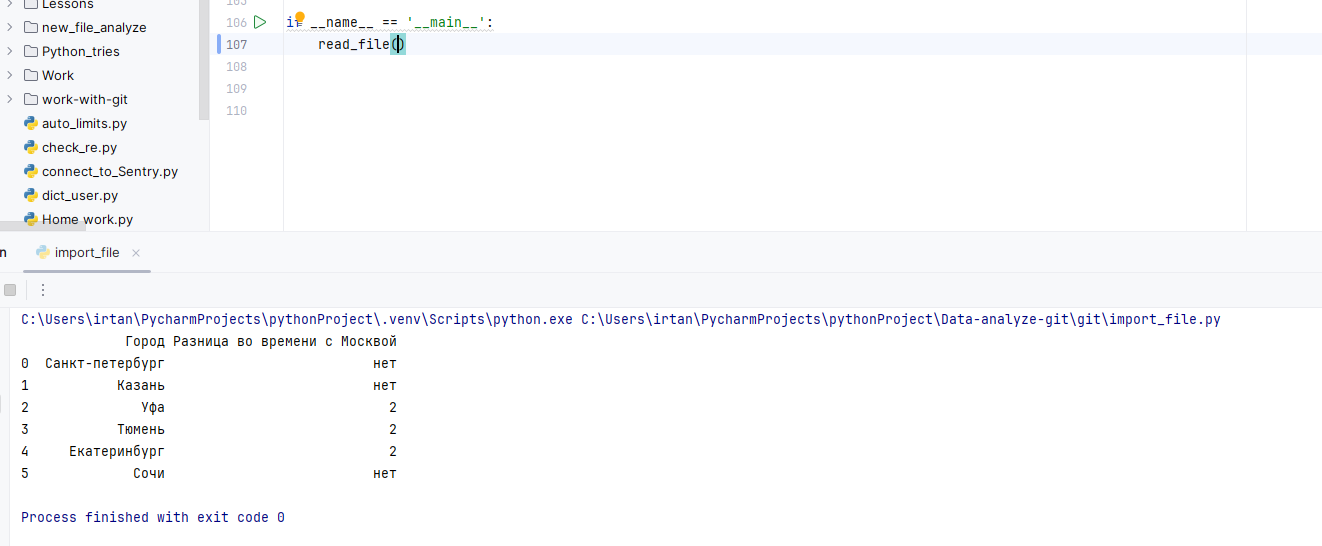 Lessons
new_file_analyze
Python_tries
Work
work-with-git
auto_limits.py
check_re.py
connect_to_Sentry.py
dict_user.py
Home work.py
105
106 if __name__ == '__main__':
107 read_file()
108
109
110
n
import_file
C:\Users\irtan\PycharmProjects\pythonProject\.venv\Scripts\python.exe C:\Users\irtan\PycharmProjects\pythonProject\Data-analyze-git\git\import_file.py
Город Разница во времени с Москвой
0 Санкт-петербург нет
1 Казань нет
2 Уфа 2
3 Тюмень 2
4 Екатеринбург 2
5 Сочи нет
Process finished with exit code 0